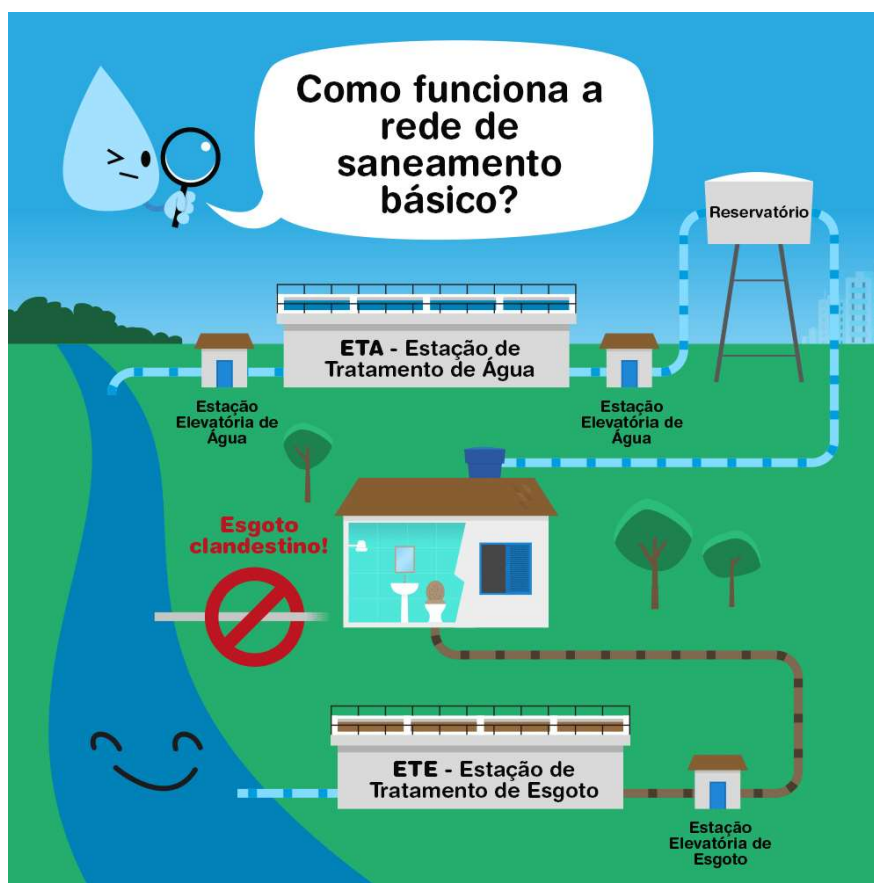 Como funciona a
rede de
saneamento
básico?
Reservatório
ETA - Estação de
Tratamento de Água
Estação
Elevatória de
Água
Estação
Elevatória de
Água
Esgoto
clandestino!
ETE - Estação de
Tratamento de Esgoto
Estação
Elevatória de
Esgoto